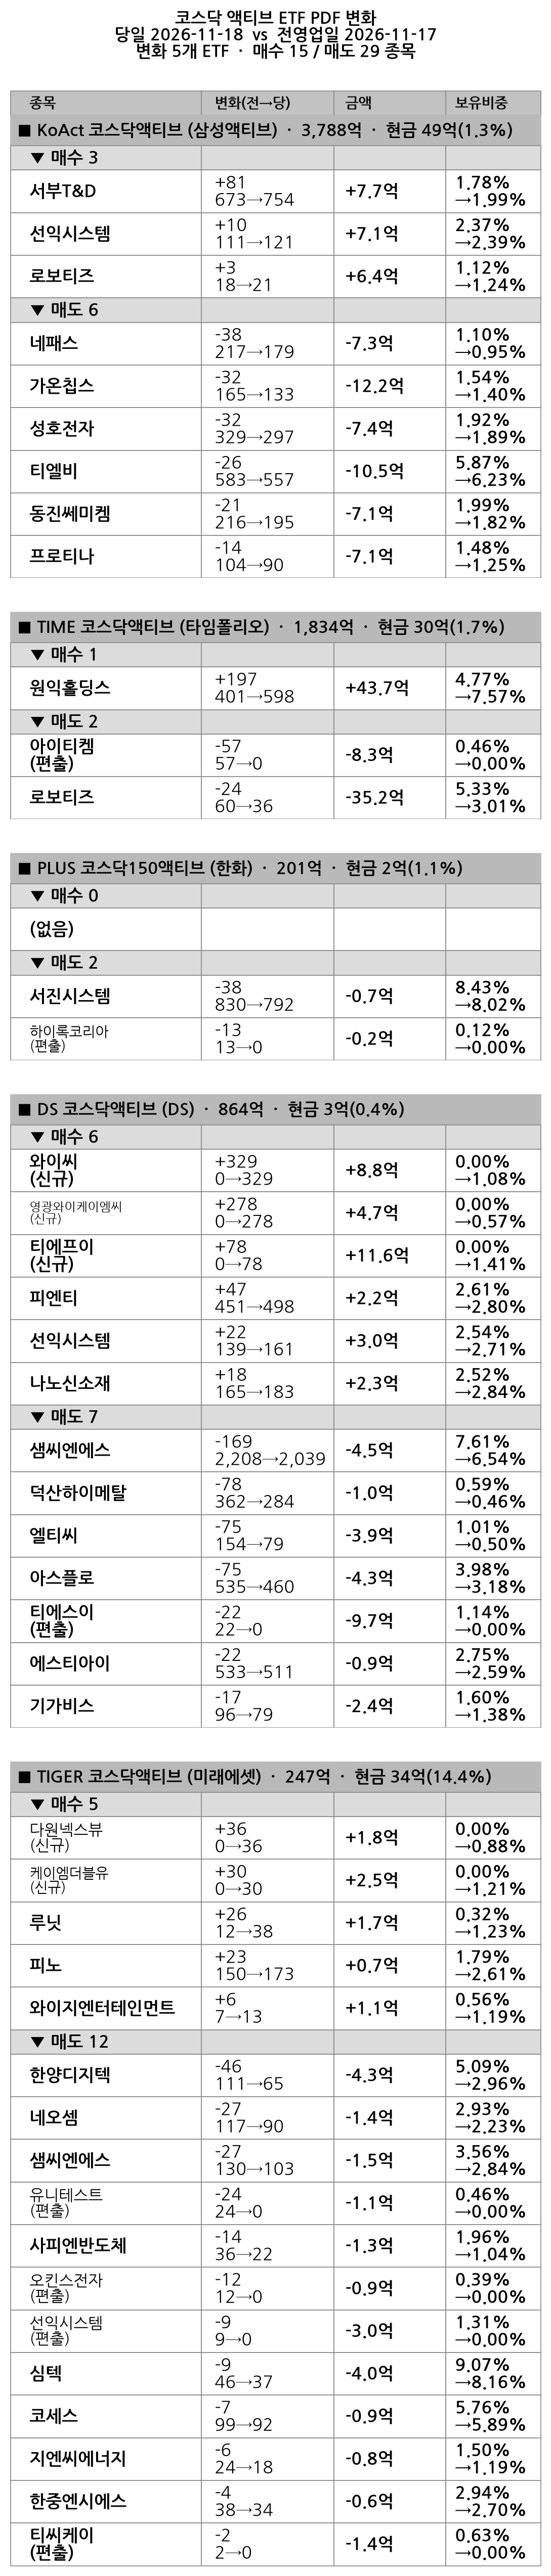 코스닥 액티브 ETF PDF 변화
당일 2026-11-18 vs 전영업일 2026-11-17
변화 5개 ETF · 매수 15 / 매도 29 종목
종목 변화(전→당) 금액 보유비중
■ KoAct 코스닥액티브 (삼성액티브) · 3,788억 · 현금 49억(1.3%)
▼ 매수 3
서부T&D +81 673→754 +7.7억 1.78% →1.99%
선익시스템 +10 111→121 +7.1억 2.37% →2.39%
로보티즈 +3 18→21 +6.4억 1.12% →1.24%
▼ 매도 6
네패스 -38 217→179 -7.3억 1.10% →0.95%
가온칩스 -32 165→133 -12.2억 1.54% →1.40%
성호전자 -32 329→297 -7.4억 1.92% →1.89%
티엘비 -26 583→557 -10.5억 5.87% →6.23%
동진쎄미켐 -21 216→195 -7.1억 1.99% →1.82%
프로티나 -14 104→90 -7.1억 1.48% →1.25%
■ TIME 코스닥액티브 (타임폴리오) · 1,834억 · 현금 30억(1.7%)
▼ 매수 1
원익홀딩스 +197 401→598 +43.7억 4.77% →7.57%
▼ 매도 2
아이티켐 (편출) -57 57→0 -8.3억 0.46% →0.00%
로보티즈 -24 60→36 -35.2억 5.33% →3.01%
■ PLUS 코스닥150액티브 (한화) · 201억 · 현금 2억(1.1%)
▼ 매수 0
(없음)
▼ 매도 2
서진시스템 -38 830→792 -0.7억 8.43% →8.02%
하이록코리아 (편출) -13 13→0 -0.2억 0.12% →0.00%
■ DS 코스닥액티브 (DS) · 864억 · 현금 3억(0.4%)
▼ 매수 6
와이씨 (신규) +329 0→329 +8.8억 0.00% →1.08%
영광와이케이엠씨 (신규) +278 0→278 +4.7억 0.00% →0.57%
티에프이 (신규) +78 0→78 +11.6억 0.00% →1.41%
피엔티 +47 451→498 +2.2억 2.61% →2.80%
선익시스템 +22 139→161 +3.0억 2.54% →2.71%
나노신소재 +18 165→183 +2.3억 2.52% →2.84%
▼ 매도 7
샘씨엔에스 -169 2,208→2,039 -4.5억 7.61% →6.54%
덕산하이메탈 -78 362→284 -1.0억 0.59% →0.46%
엘티씨 -75 154→79 -3.9억 1.01% →0.50%
아스플로 -75 535→460 -4.3억 3.98% →3.18%
티에스이 (편출) -22 22→0 -9.7억 1.14% →0.00%
에스티아이 -22 533→511 -0.9억 2.75% →2.59%
기가비스 -17 96→79 -2.4억 1.60% →1.38%
■ TIGER 코스닥액티브 (미래에셋) · 247억 · 현금 34억(14.4%)
▼ 매수 5
다원넥스뷰 (신규) +36 0→36 +1.8억 0.00% →0.88%
케이엠더블유 (신규) +30 0→30 +2.5억 0.00% →1.21%
루닛 +26 12→38 +1.7억 0.32% →1.23%
피노 +23 150→173 +0.7억 1.79% →2.61%
와이지엔터테인먼트 +6 7→13 +1.1억 0.56% →1.19%
▼ 매도 12
한양디지텍 -46 111→65 -4.3억 5.09% →2.96%
네오셈 -27 117→90 -1.4억 2.93% →2.23%
샘씨엔에스 -27 130→103 -1.5억 3.56% →2.84%
유니테스트 (편출) -24 24→0 -1.1억 0.46% →0.00%
사피엔반도체 -14 36→22 -1.3억 1.96% →1.04%
오킨스전자 (편출) -12 12→0 -0.9억 0.39% →0.00%
선익시스템 (편출) -9 9→0 -3.0억 1.31% →0.00%
심텍 -9 46→37 -4.0억 9.07% →8.16%
코세스 -7 99→92 -0.9억 5.76% →5.89%
지엔씨에너지 -6 24→18 -0.8억 1.50% →1.19%
한중엔시에스 -4 38→34 -0.6억 2.94% →2.70%
티씨케이 (편출) -2 2→0 -1.4억 0.63% →0.00%